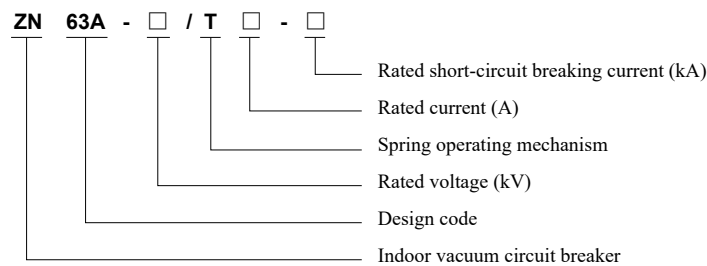 ZN 63A - □ / T □ - □
Rated short-circuit breaking current (kA)
Rated current (A)
Spring operating mechanism
Rated voltage (kV)
Design code
Indoor vacuum circuit breaker